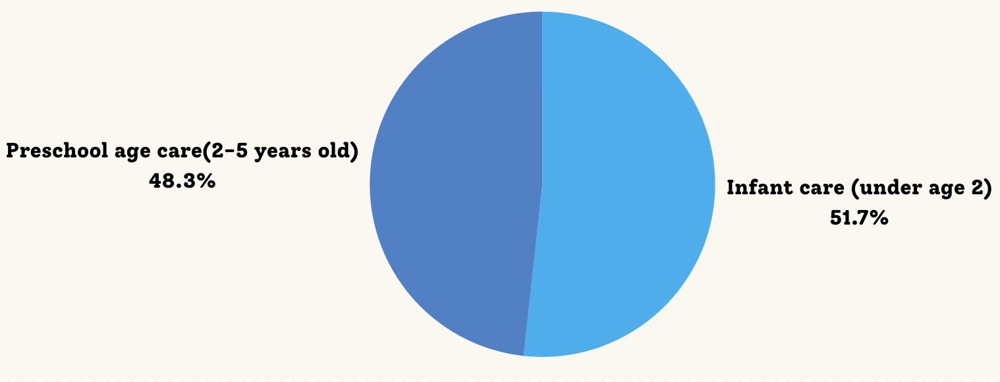 Preschool age care(2-5 years old)
48.3%
Infant care (under age 2)
51.7%